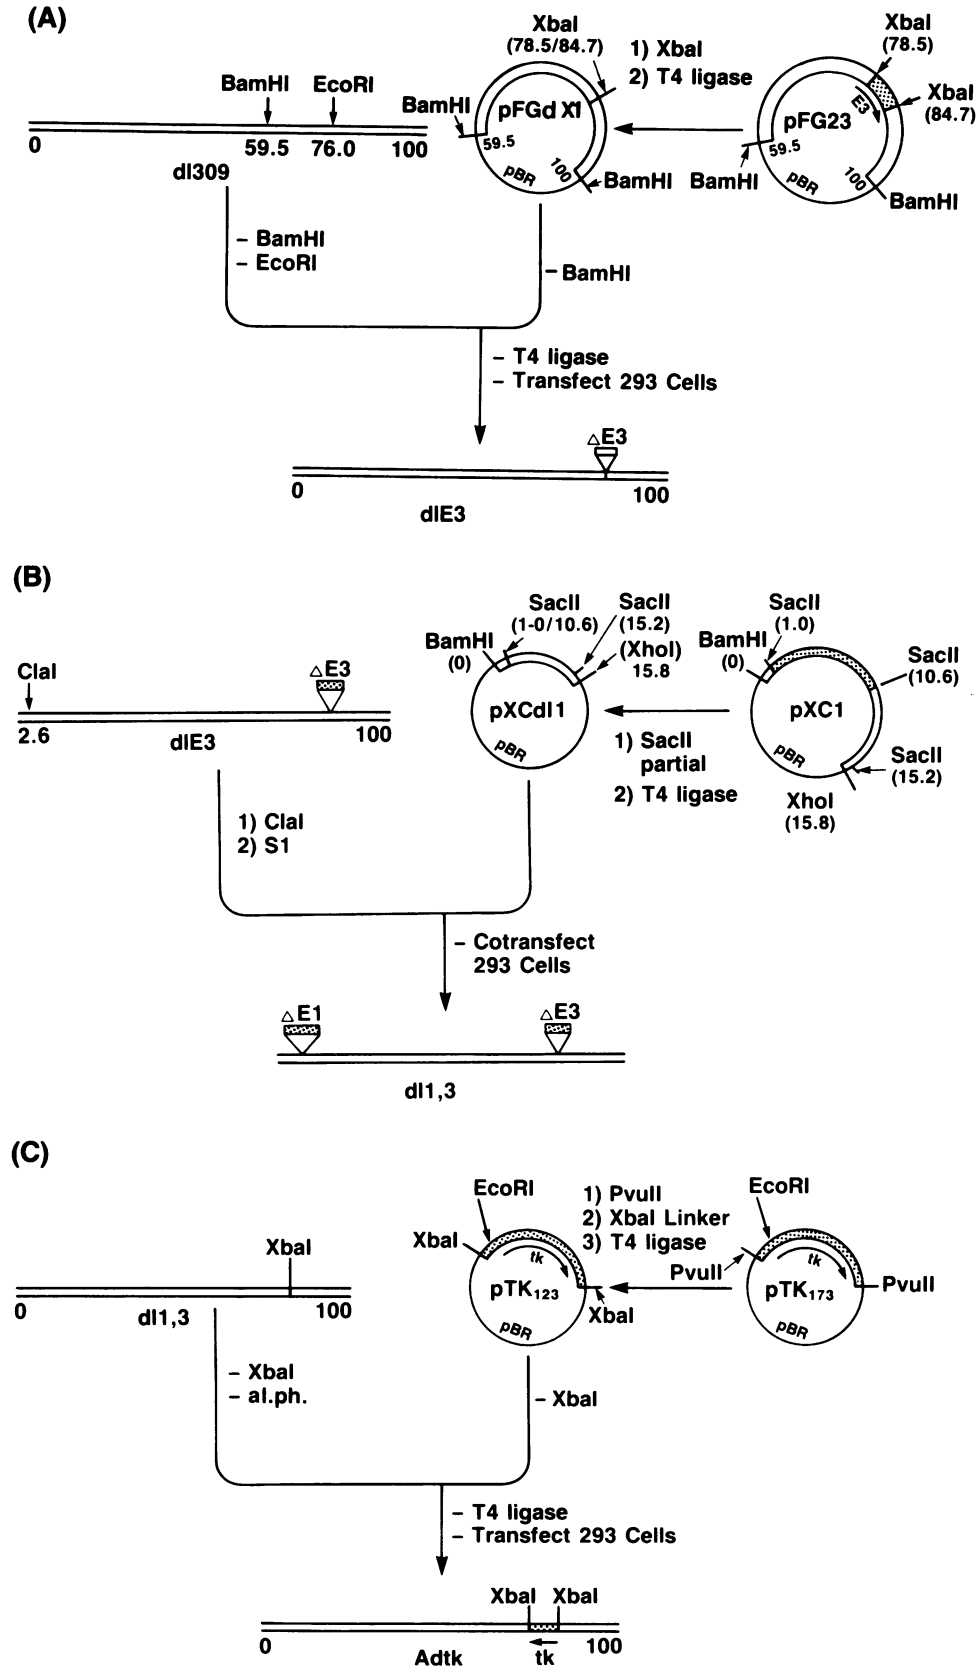 (A)
XbaI
(78.5/84.7)
1) XbaI
2) T4 ligase
XbaI
(78.5)
XbaI
(84.7)
BamHI
EcoRI
BamHI
pFGd X1
E3
pFG23
0
59.5
76.0
100
59.5
59.5
dl309
pBR
100
BamHI
BamHI
pBR
100
BamHI
– BamHI
– EcoRI
– BamHI
– T4 ligase
– Transfect 293 Cells
△E3
0
100
dlE3
(B)
SacII
(1-0/10.6)
SacII
(15.2)
SacII
(1.0)
BamHI
(0)
(XhoI)
15.8
BamHI
(0)
SacII
(10.6)
ClaI
△E3
pXCdl1
pXC1
2.6
dlE3
100
pBR
1) SacII
partial
2) T4 ligase
pBR
SacII
(15.2)
XhoI
(15.8)
1) ClaI
2) S1
– Cotransfect
293 Cells
△E1
△E3
dl1,3
(C)
EcoRI
1) PvuII
2) XbaI Linker
3) T4 ligase
EcoRI
XbaI
XbaI
tk
PvuII
tk
pTK123
pTK173
PvuII
0
dl1,3
100
XbaI
pBR
pBR
– XbaI
– al.ph.
– XbaI
– T4 ligase
– Transfect 293 Cells
XbaI
XbaI
0
Adtk
tk
100